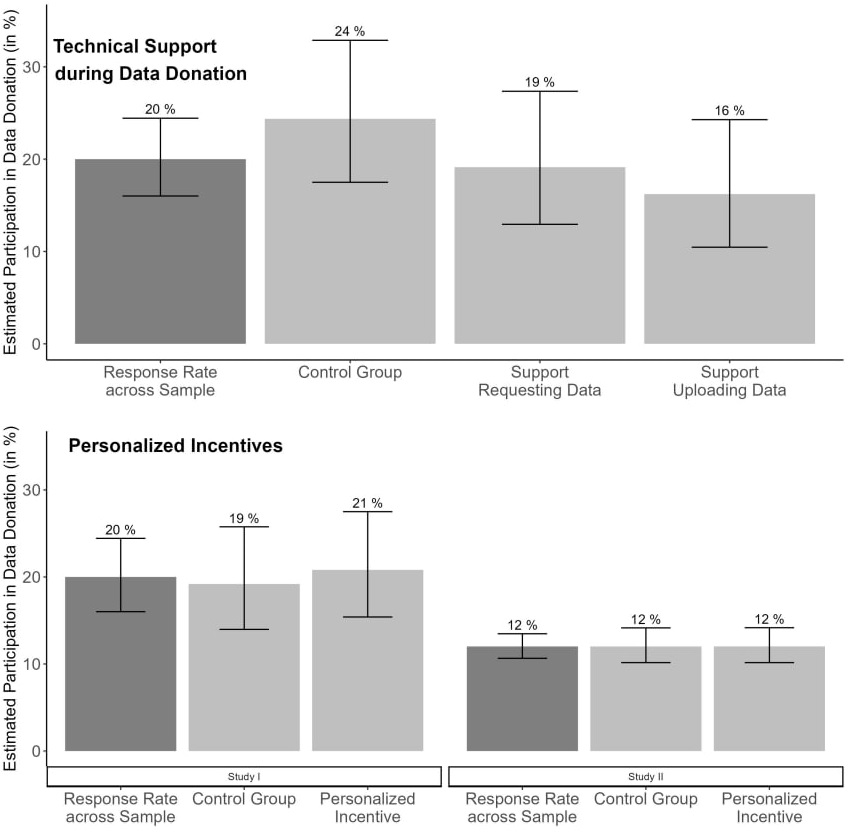 Estimated Participation in Data Donation (in %)
Technical Support
during Data Donation
30
20
10
0
20 %
24 %
19 %
16 %
Response Rate
across Sample
Control Group
Support
Requesting Data
Support
Uploading Data
Estimated Participation in Data Donation (in %)
Personalized Incentives
30
20
10
0
20 %
19 %
21 %
12 %
12 %
12 %
Study I
Study II
Response Rate
across Sample
Control Group
Personalized
Incentive
Response Rate
across Sample
Control Group
Personalized
Incentive